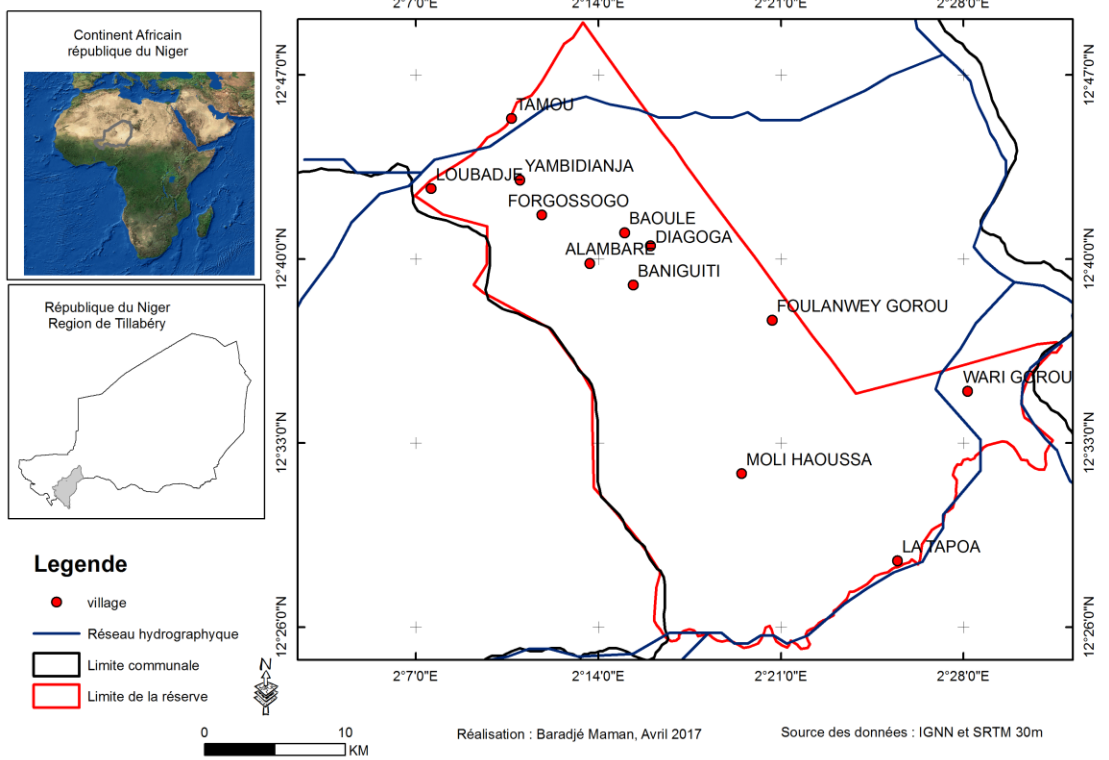 Continent Africain
république du Niger
République du Niger
Region de Tillabéry
Legende
village
Réseau hydrographyque
Limite communale
Limite de la réserve
N
0 10
KM
2°7'0"E 2°14'0"E 2°21'0"E 2°28'0"E
12°47'0"N 12°47'0"N
TAMOU
YAMBIDIANJA
LOUBADJE
FORGOSSOGO
BAOULE
DIAGOGA
ALAMBARE
12°40'0"N 12°40'0"N
BANIGUITI
FOULANWEY GOROU
WARI GOROU
12°33'0"N 12°33'0"N
MOLI HAOUSSA
LA TAPOA
12°26'0"N 12°26'0"N
2°7'0"E 2°14'0"E 2°21'0"E 2°28'0"E
Réalisation : Baradjé Maman, Avril 2017
Source des données : IGNN et SRTM 30m